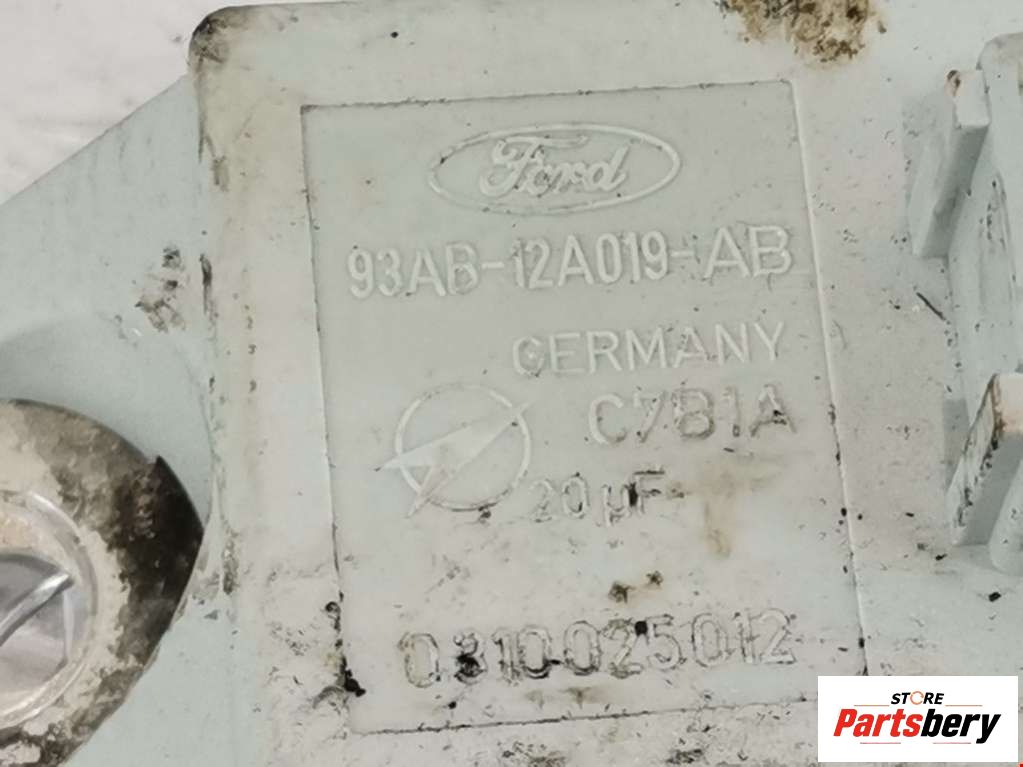 Ford
93AB-12A019-AB
GERMANY
C7B1A
20µF
0310025012
STORE
Partsbery